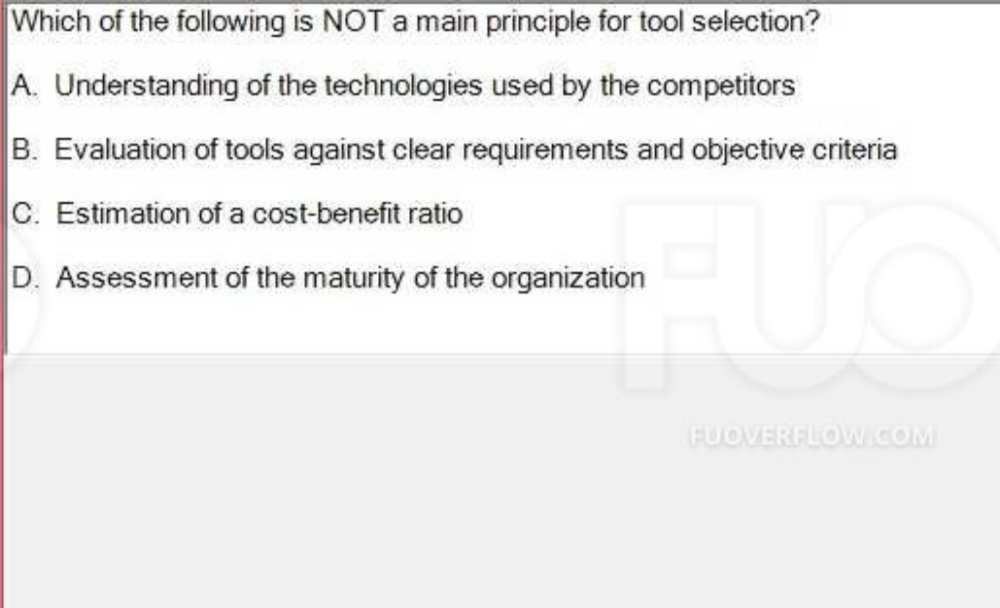 Which of the following is NOT a main principle for tool selection?
A. Understanding of the technologies used by the competitors
B. Evaluation of tools against clear requirements and objective criteria
C. Estimation of a cost-benefit ratio
D. Assessment of the maturity of the organization
FUO
FUOVERFLOW.COM